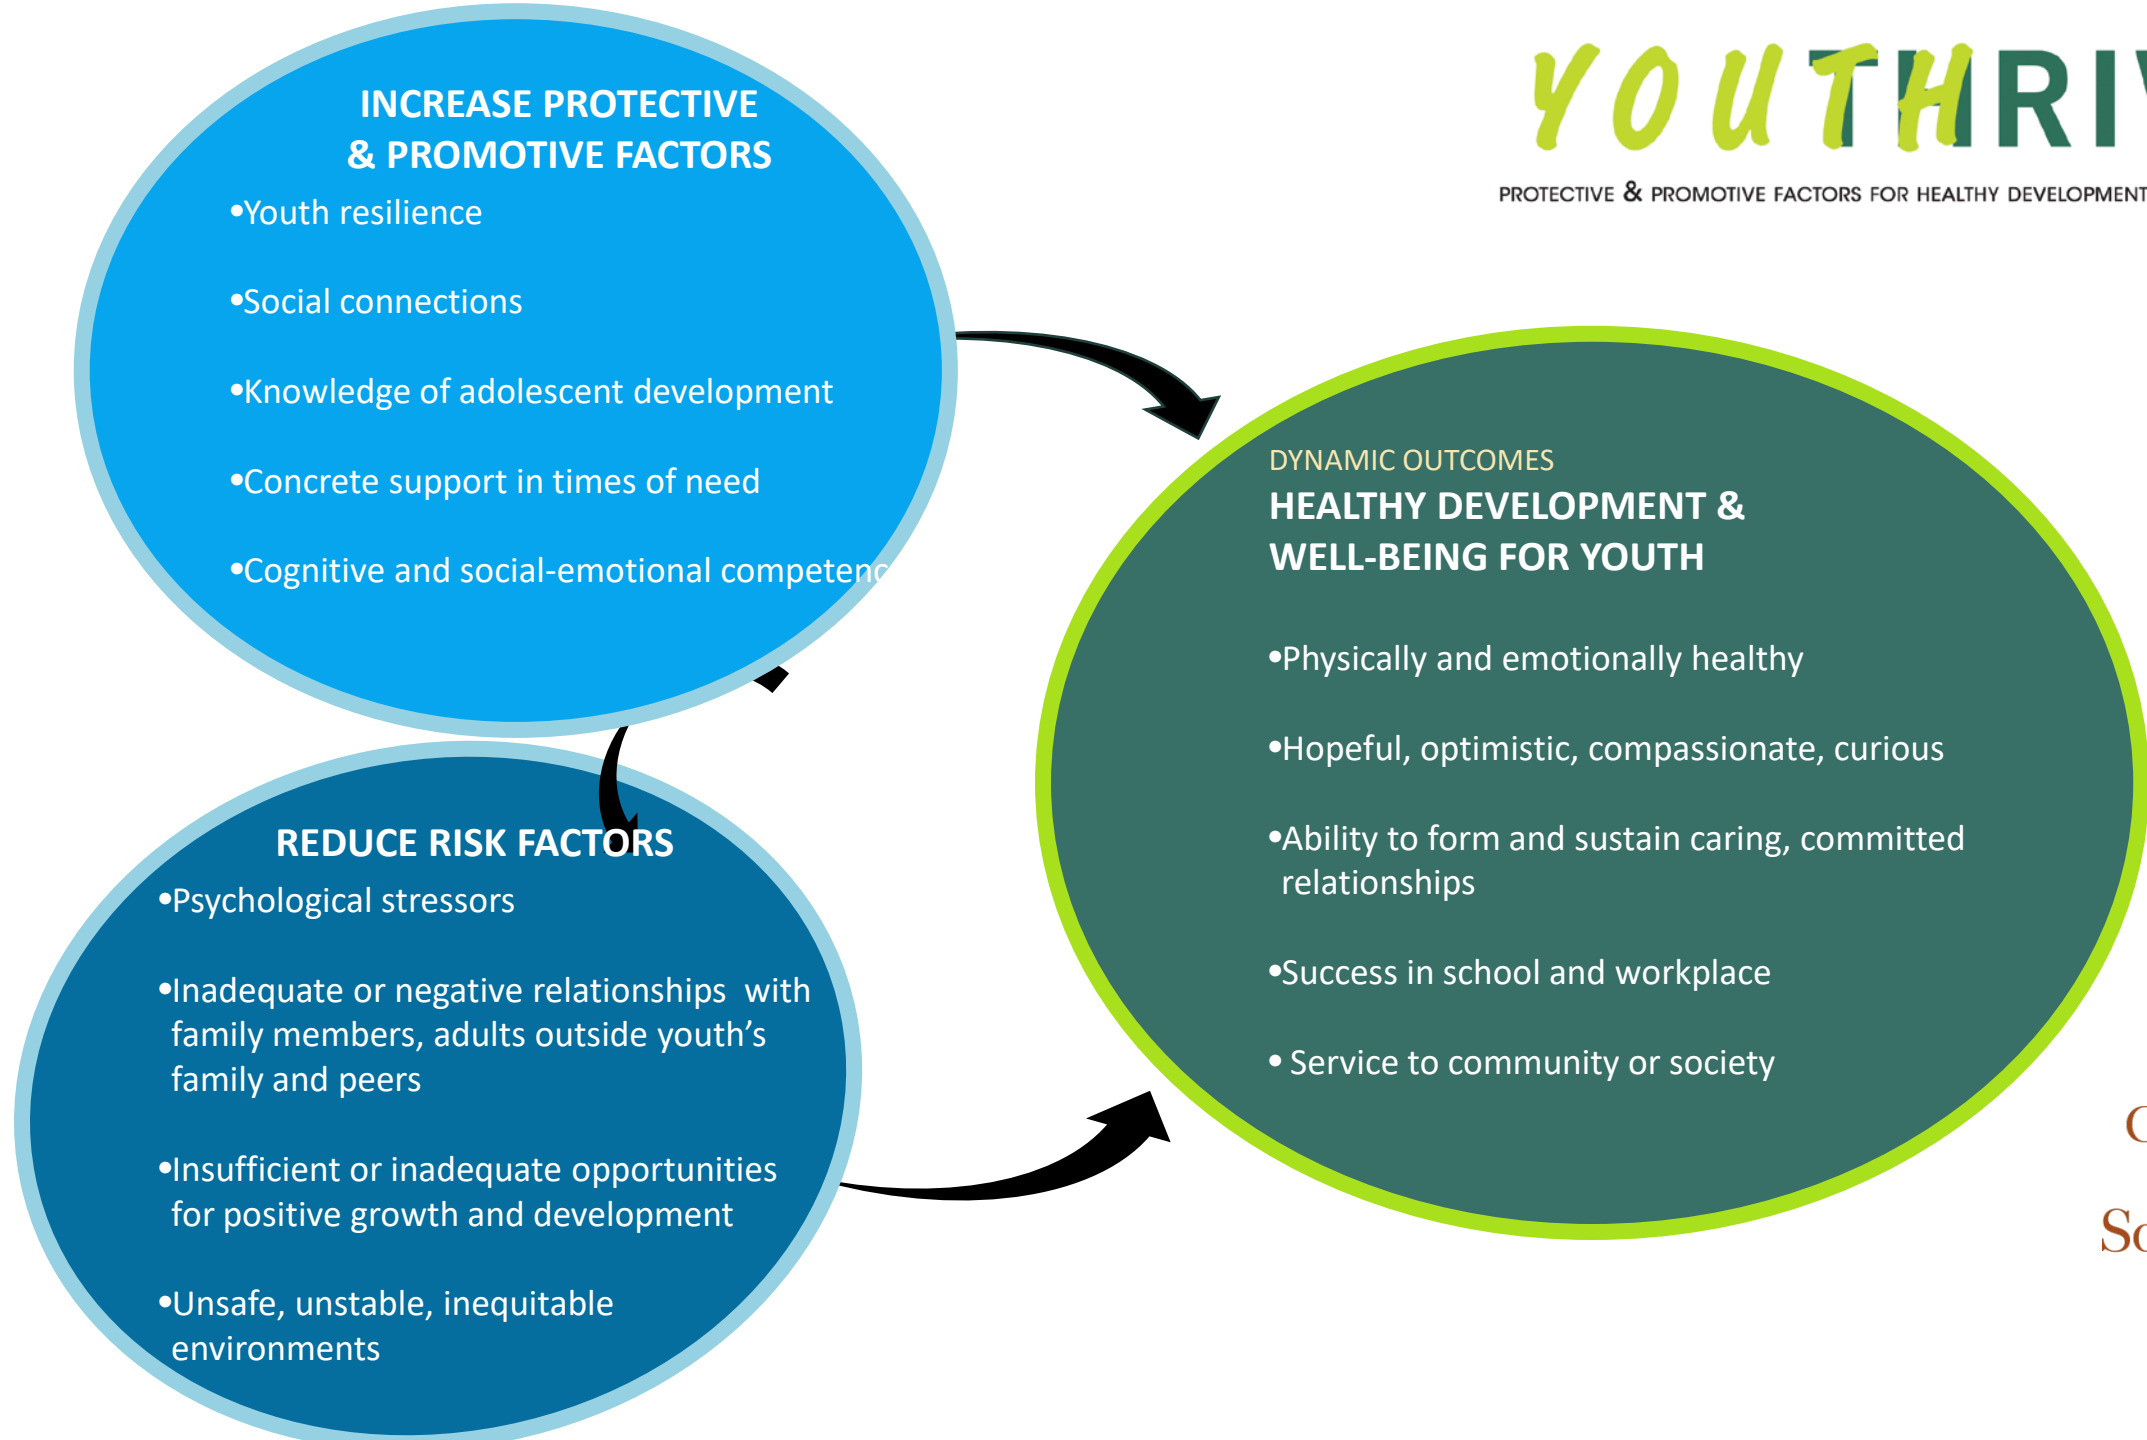 INCREASE PROTECTIVE
& PROMOTIVE FACTORS
•Youth resilience
•Social connections
•Knowledge of adolescent development
•Concrete support in times of need
•Cognitive and social-emotional competenc
REDUCE RISK FACTORS
•Psychological stressors
•Inadequate or negative relationships  with
family members, adults outside youth’s
family and peers
•Insufficient or inadequate opportunities
for positive growth and development
•Unsafe, unstable, inequitable
environments
YOUTHRIV
PROTECTIVE & PROMOTIVE FACTORS FOR HEALTHY DEVELOPMENT
DYNAMIC OUTCOMES
HEALTHY DEVELOPMENT &
WELL-BEING FOR YOUTH
•Physically and emotionally healthy
•Hopeful, optimistic, compassionate, curious
•Ability to form and sustain caring, committed
relationships
•Success in school and workplace
• Service to community or society